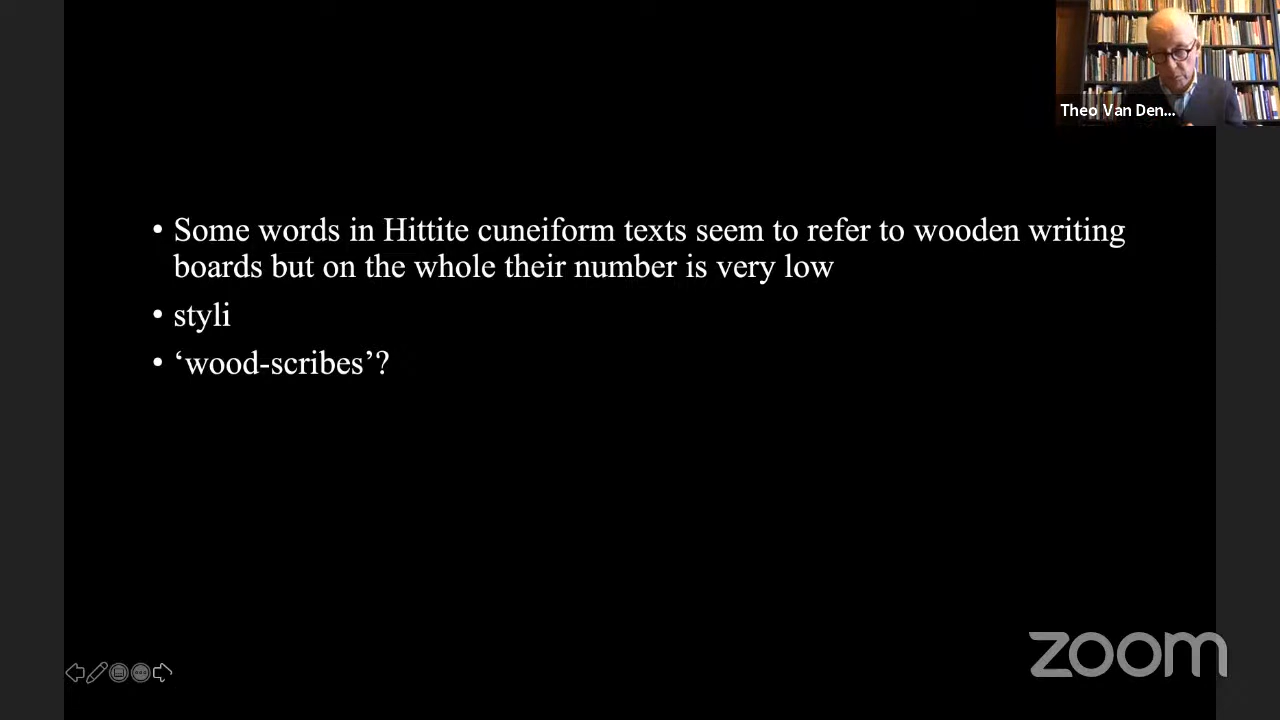 Theo Van Den...
• Some words in Hittite cuneiform texts seem to refer to wooden writing
boards but on the whole their number is very low
• styli
• ‘wood-scribes’?
zoom